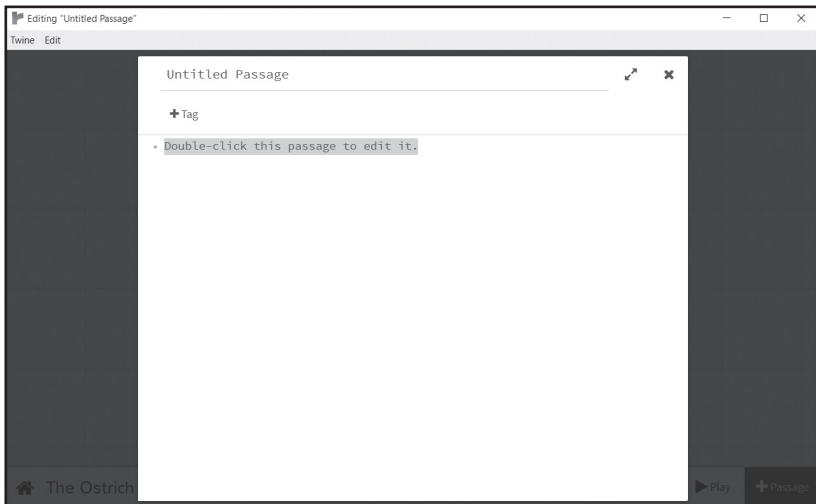 Editing “Untitled Passage”
Twine Edit
Untitled Passage
+ Tag
Double-click this passage to edit it.
The Ostrich
Play
+ Passage